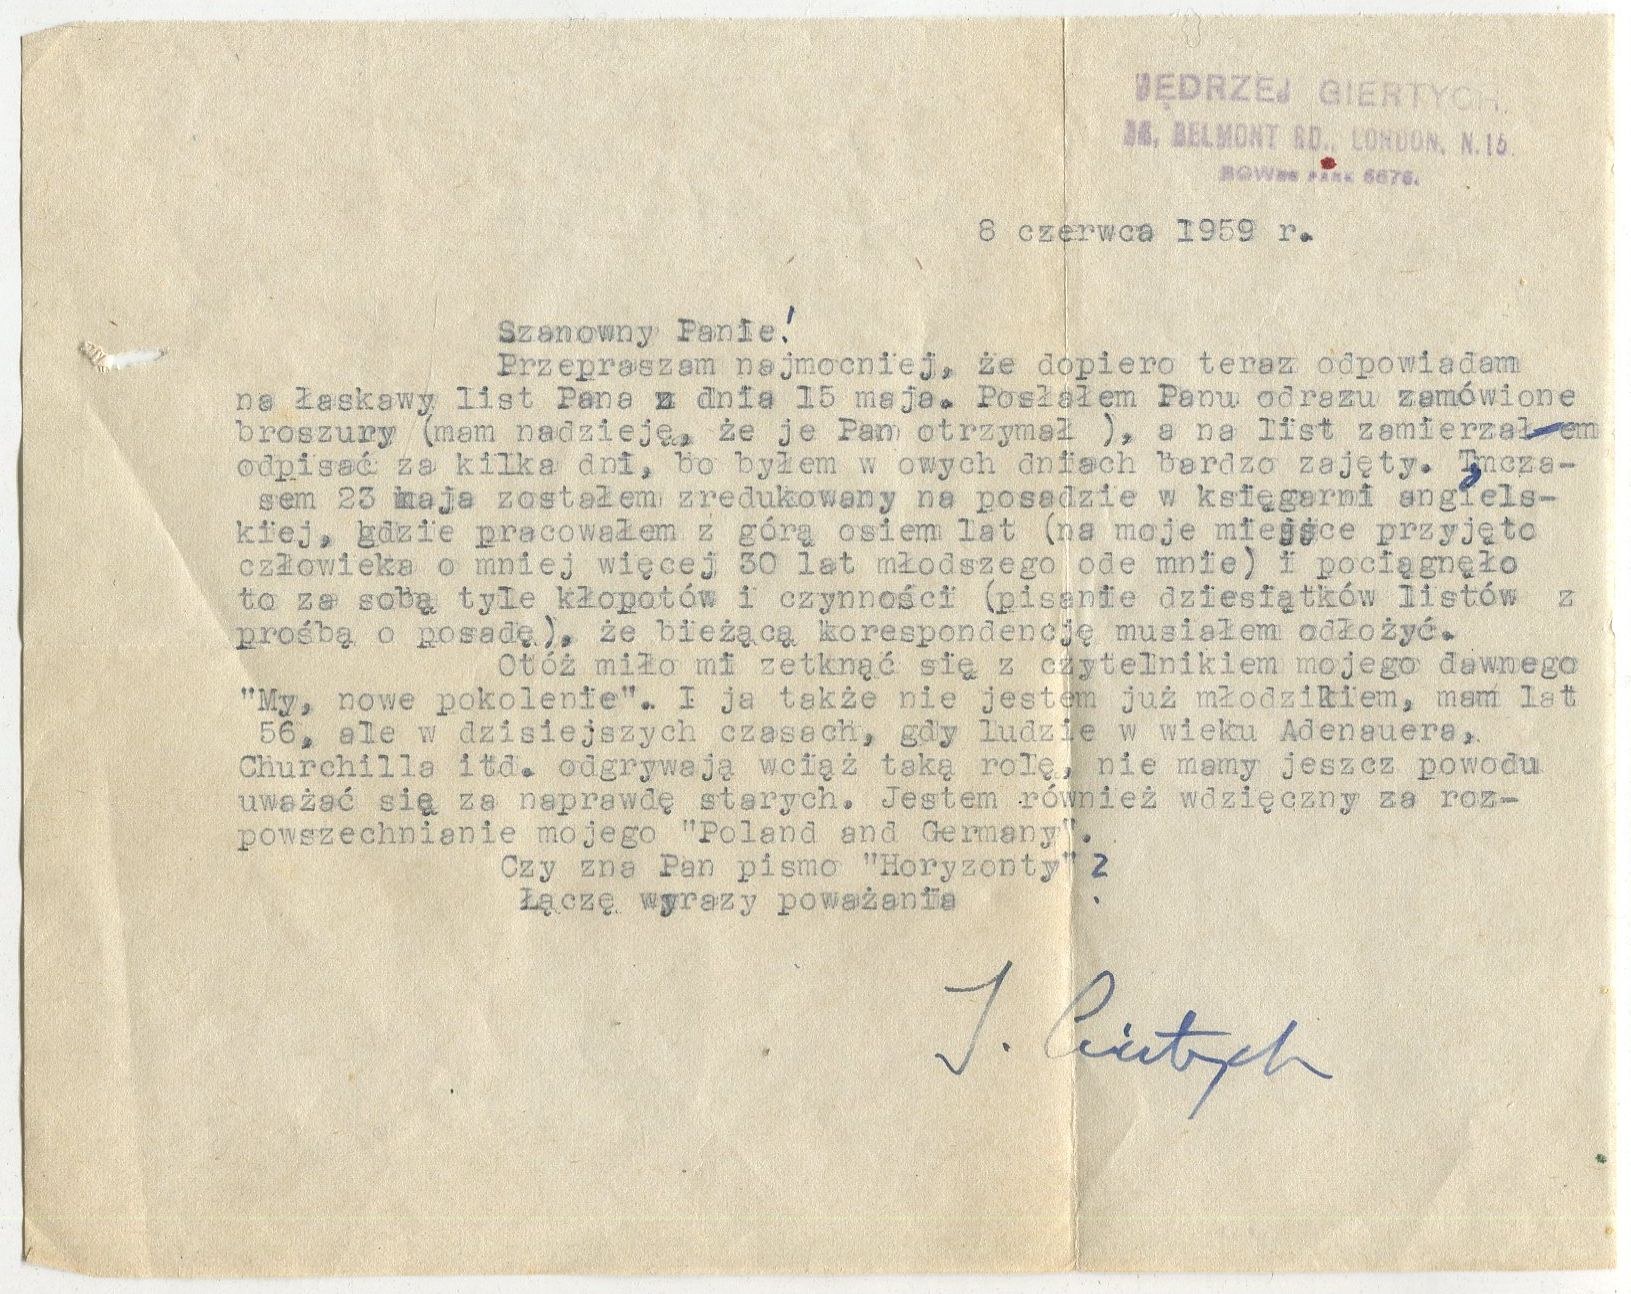 JĘDRZEJ GIERTYCH.
BELMONT RD., LONDON, N.15.
BOWES PARK 6676.
8 czerwca 1959 r.
Szanowny Panie!
Przepraszam najmocniej, że dopiero teraz odpowiadam
na łaskawy list Pana z dnia 15 maja. Posłałem Panu odrazu zamówione
broszury (mam nadzieję, że je Pan otrzymał ), a na list zamierzał-em
odpisać za kilka dni, bo byłem w owych dniach bardzo zajęty. Tymcza-
sem 23 maja zostałem zredukowany na posadzie w księgarni angiels-
kiej, gdzie pracowałem z górą osiem lat (na moje miejsce przyjęto
człowieka o mniej więcej 30 lat młodszego ode mnie) i pociągnęło
to za sobą tyle kłopotów i czynności (pisanie dziesiątków listów z
prośbą o posadę), że bieżącą korespondencję musiałem odłożyć.
Otóż miło mi zetknąć się z czytelnikiem mojego dawnego
"My, nowe pokolenie". I ja także nie jestem już młodzikiem, mam lat
56, ale w dzisiejszych czasach, gdy ludzie w wieku Adenauera,
Churchilla itd. odgrywają wciąż taką rolę, nie mamy jeszcz powodu
uważać się za naprawdę starych. Jestem również wdzięczny za roz-
powszechnianie mojego "Poland and Germany".
Czy zna Pan pismo "Horyzonty"?
Łączę wyrazy poważania
J. Giertych